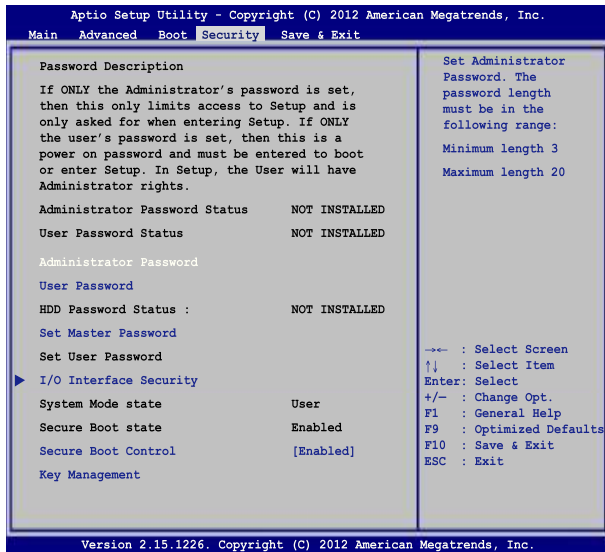 Aptio Setup Utility - Copyright (C) 2012 American Megatrends, Inc.
Main Advanced Boot Security Save & Exit
Password Description
If ONLY the Administrator's password is set,
then this only limits access to Setup and is
only asked for when entering Setup. If ONLY
the user's password is set, then this is a
power on password and must be entered to boot
or enter Setup. In Setup, the User will have
Administrator rights.
Administrator Password Status NOT INSTALLED
User Password Status NOT INSTALLED
Administrator Password
User Password
HDD Password Status : NOT INSTALLED
Set Master Password
Set User Password
I/O Interface Security
System Mode state User
Secure Boot state Enabled
Secure Boot Control [Enabled]
Key Management
Set Administrator
Password. The
password length
must be in the
following range:
Minimum length 3
Maximum length 20
→← : Select Screen
↑↓ : Select Item
Enter: Select
+/— : Change Opt.
F1 : General Help
F9 : Optimized Defaults
F10 : Save & Exit
ESC : Exit
Version 2.15.1226. Copyright (C) 2012 American Megatrends, Inc.